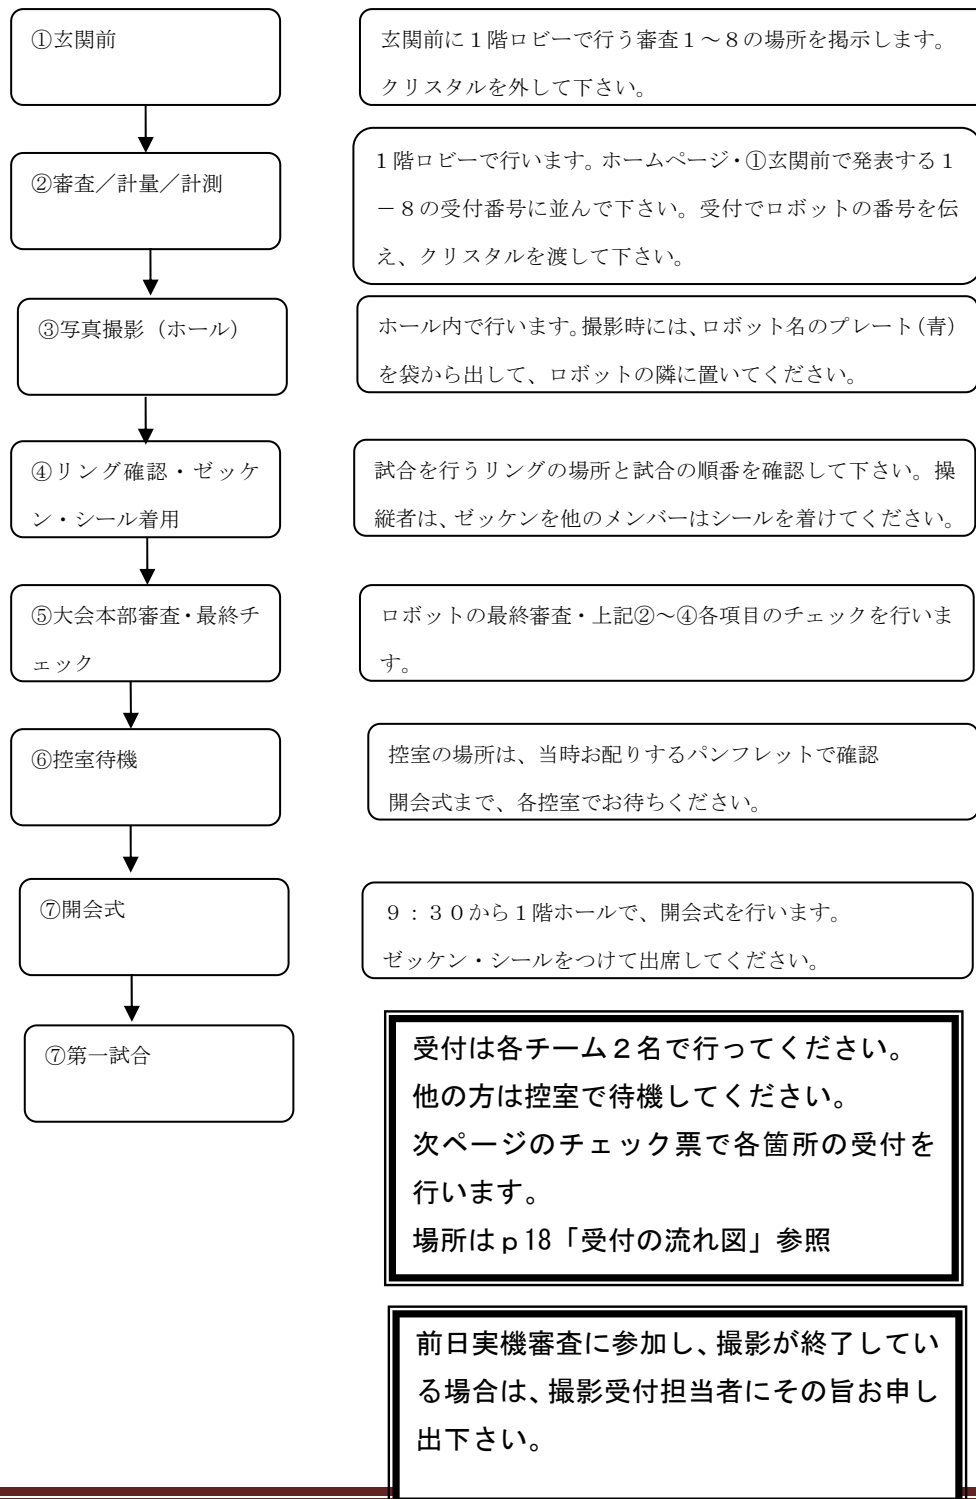 ①玄関前
玄関前に１階ロビーで行う審査１～８の場所を掲示します。
クリスタルを外して下さい。
②審査／計量／計測
１階ロビーで行います。ホームページ・①玄関前で発表する１
－８の受付番号に並んで下さい。受付でロボットの番号を伝
え、クリスタルを渡して下さい。
③写真撮影（ホール）
ホール内で行います。撮影時には、ロボット名のプレート（青）
を袋から出して、ロボットの隣に置いてください。
④リング確認・ゼッケ
ン・シール着用
試合を行うリングの場所と試合の順番を確認して下さい。操
縦者は、ゼッケンを他のメンバーはシールを着けてください。
⑤大会本部審査・最終チ
ェック
ロボットの最終審査・上記②～④各項目のチェックを行いま
す。
⑥控室待機
控室の場所は、当時お配りするパンフレットで確認
開会式まで、各控室でお待ちください。
⑦開会式
９：３０から１階ホールで、開会式を行います。
ゼッケン・シールをつけて出席してください。
⑦第一試合
受付は各チーム２名で行ってください。
他の方は控室で待機してください。
次ページのチェック票で各箇所の受付を
行います。
場所はｐ18「受付の流れ図」参照
前日実機審査に参加し、撮影が終了してい
る場合は、撮影受付担当者にその旨お申し
出下さい。